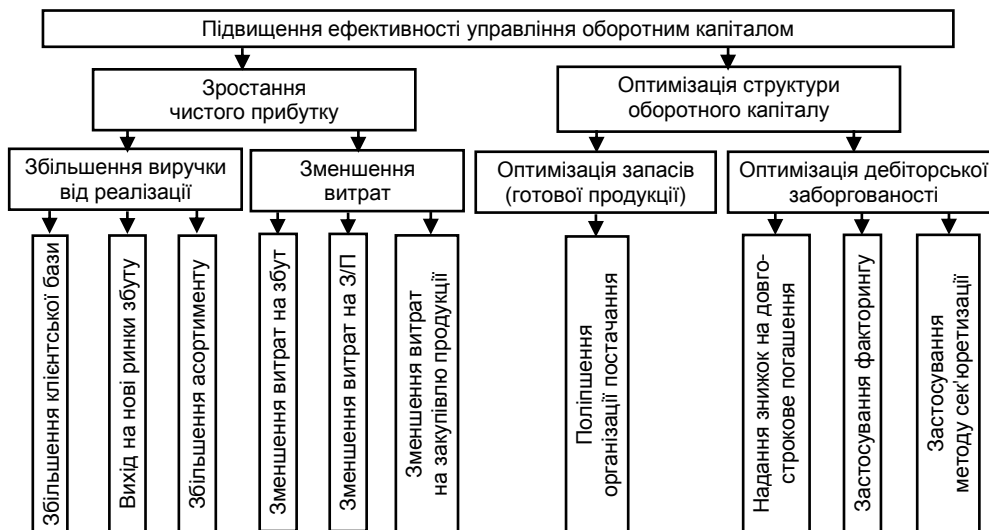 Підвищення ефективності управління оборотним капіталом
Зростання
чистого прибутку
Оптимізація структури
оборотного капіталу
Збільшення виручки
від реалізації
Зменшення
витрат
Оптимізація запасів
(готової продукції)
Оптимізація дебіторської
заборгованості
Збільшення клієнтської бази
Вихід на нові ринки збуту
Збільшення асортименту
Зменшення витрат на збут
Зменшення витрат на З/П
Зменшення витрат
на закупівлю продукції
Поліпшення
організації постачання
Надання знижок на довго-
строкове погашення
Застосування факторингу
Застосування
методу сек'юретизації